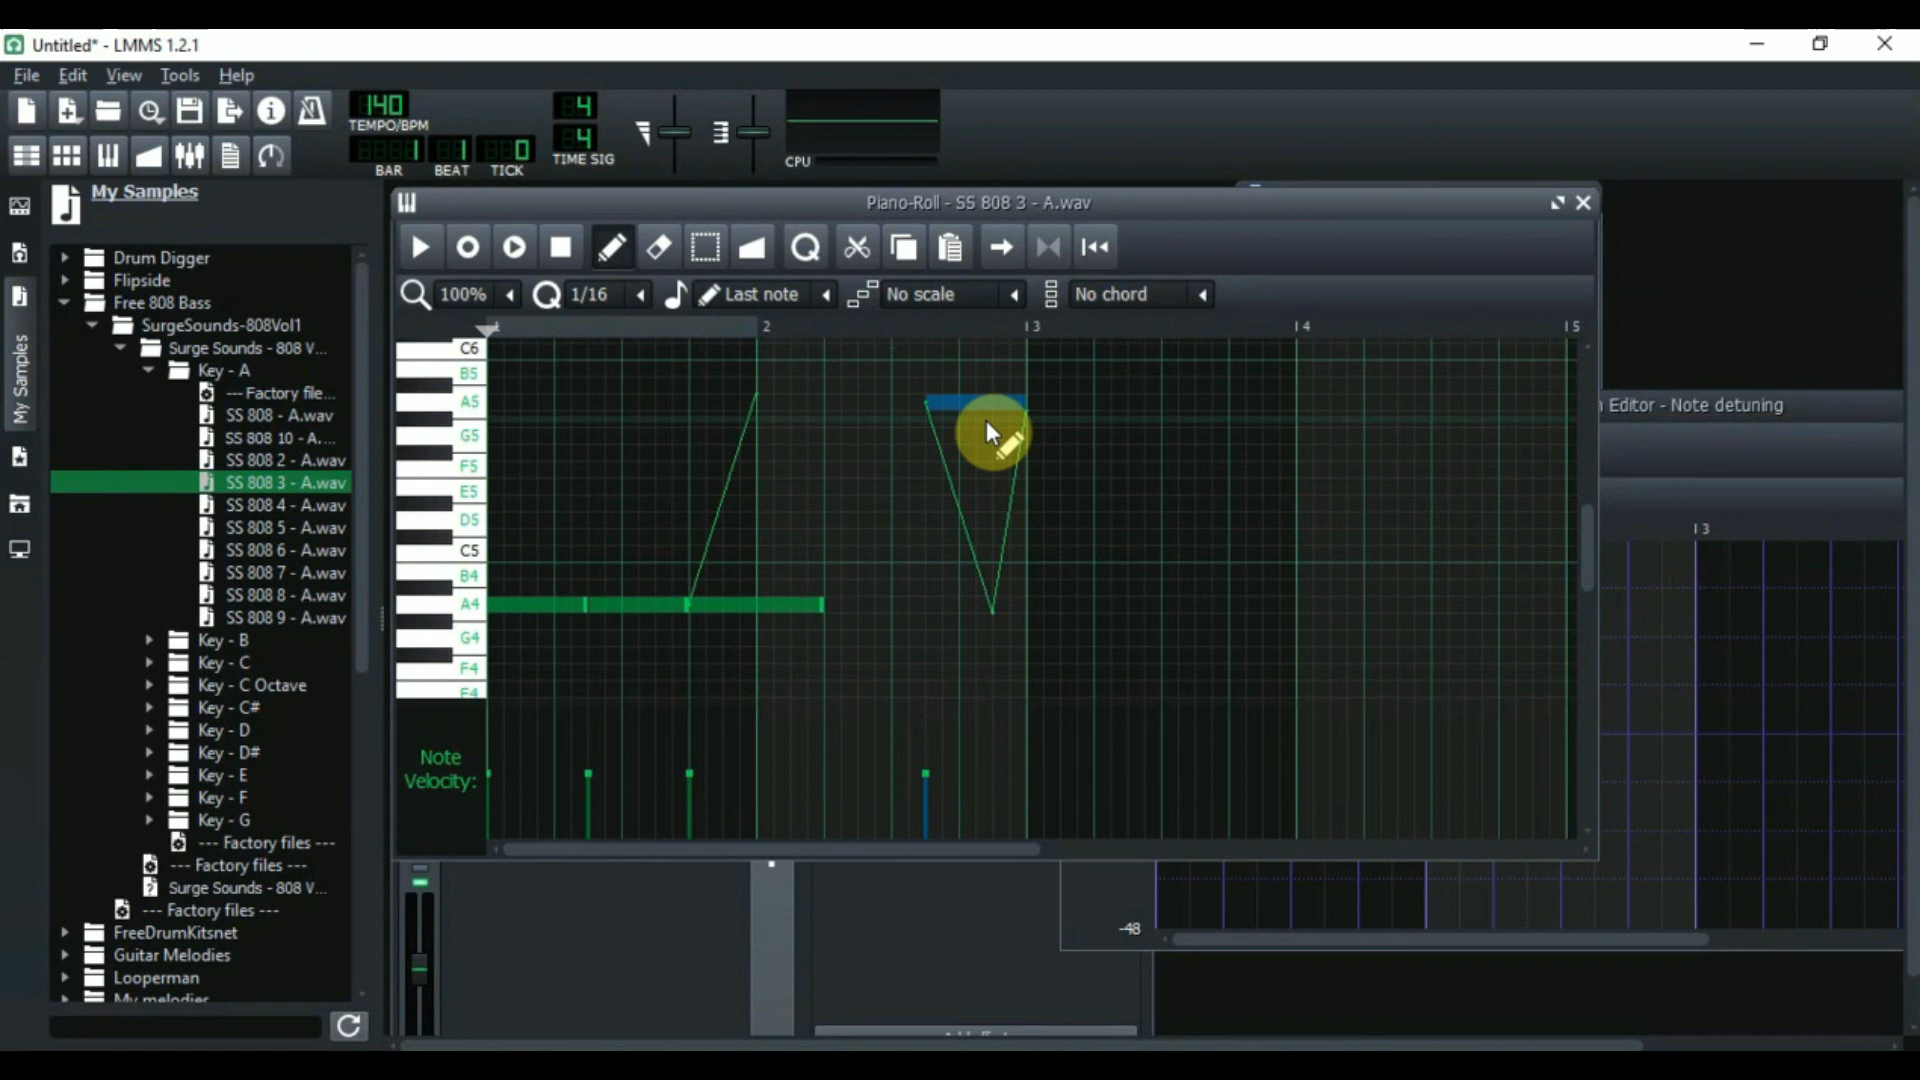 Untitled* - LMMS 1.2.1
File Edit View Tools Help
140
TEMPO/BPM
4
4
TIME SIG
1 1 0
BAR BEAT TICK
CPU
My Samples
My Samples
Drum Digger
Flipside
Free 808 Bass
SurgeSounds-808Vol1
Surge Sounds - 808 V...
Key - A
--- Factory file...
SS 808 - A.wav
SS 808 10 - A....
SS 808 2 - A.wav
SS 808 3 - A.wav
SS 808 4 - A.wav
SS 808 5 - A.wav
SS 808 6 - A.wav
SS 808 7 - A.wav
SS 808 8 - A.wav
SS 808 9 - A.wav
Key - B
Key - C
Key - C Octave
Key - C#
Key - D
Key - D#
Key - E
Key - F
Key - G
--- Factory files ---
--- Factory files ---
Surge Sounds - 808 V...
--- Factory files ---
FreeDrumKitsnet
Guitar Melodies
Looperman
My melodies
Piano-Roll - SS 808 3 - A.wav
100% 1/16 Last note No scale No chord
1 2 3 4 5
C6
B5
A5
G5
F5
E5
D5
C5
B4
A4
G4
F4
E4
Note
Velocity:
Editor - Note detuning
3
-48